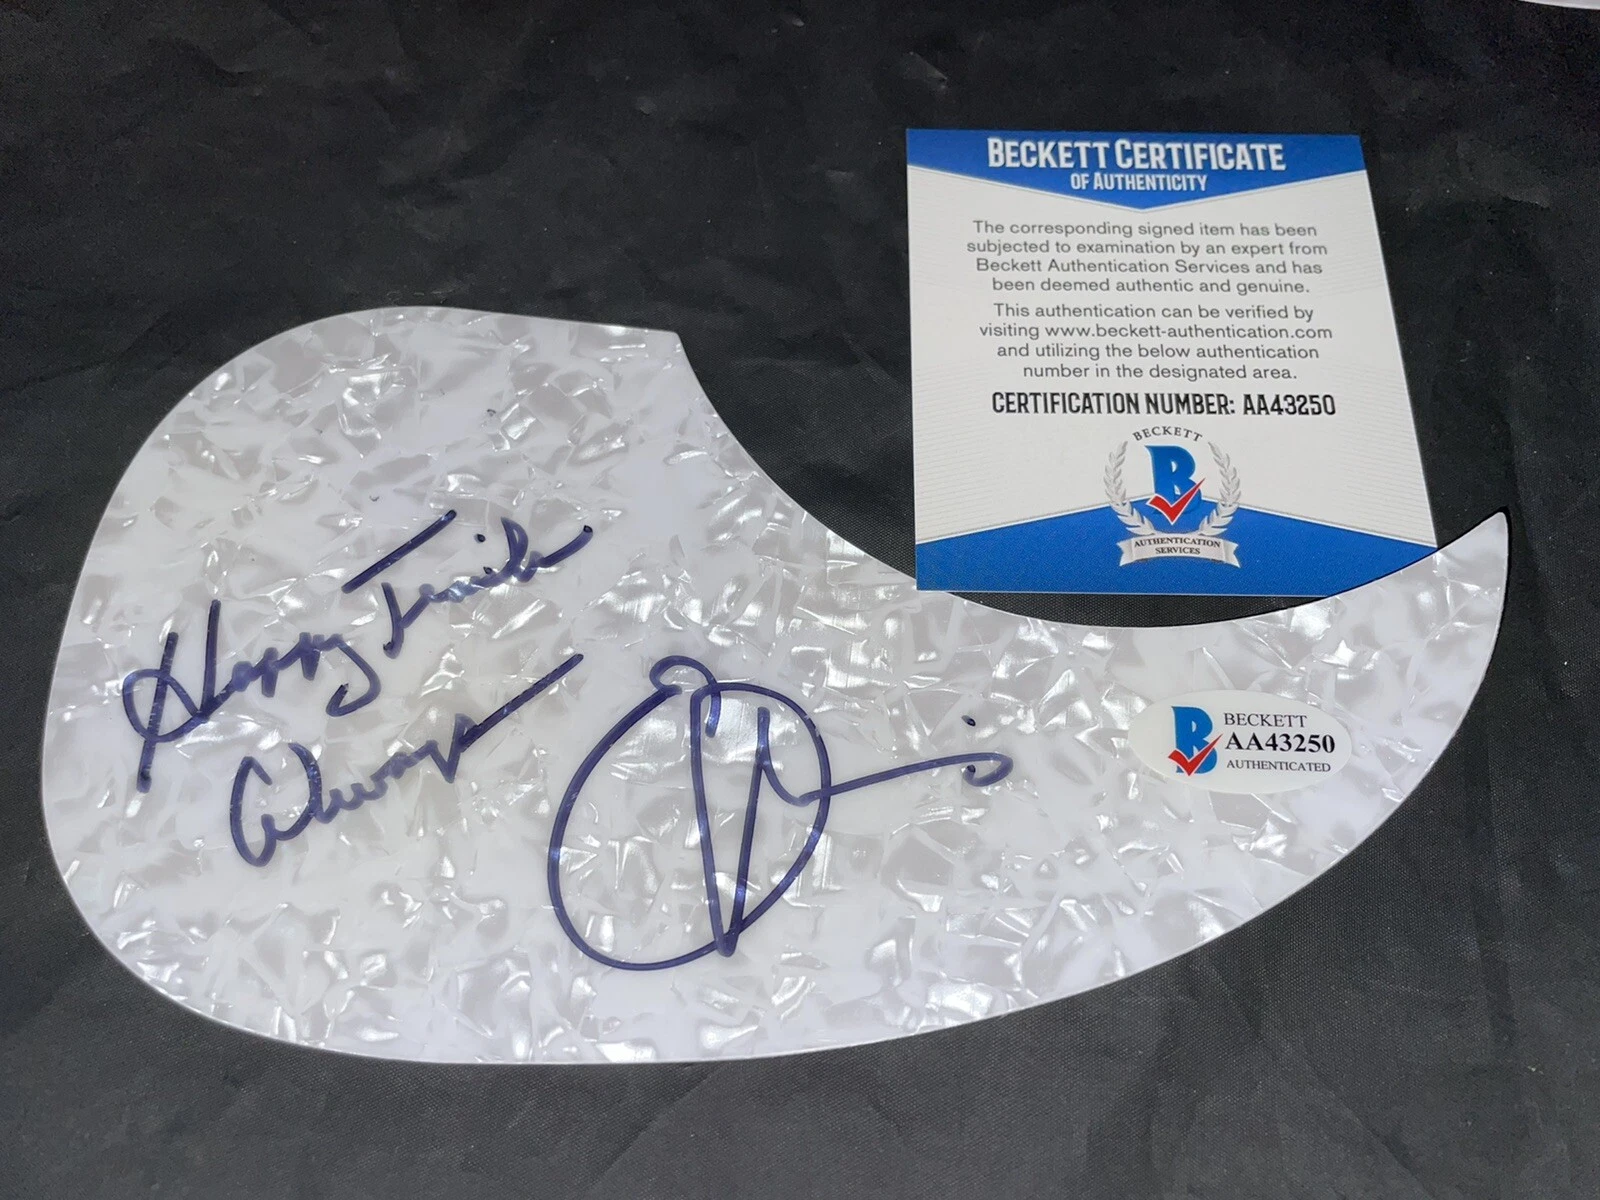 Happy Trails
Always
BECKETT CERTIFICATE
OF AUTHENTICITY
The corresponding signed item has been
subjected to examination by an expert from
Beckett Authentication Services and has
been deemed authentic and genuine.
This authentication can be verified by
visiting www.beckett-authentication.com
and utilizing the below authentication
number in the designated area.
CERTIFICATION NUMBER: AA43250
BECKETT
B
AUTHENTICATION
SERVICES
B
BECKETT
AA43250
AUTHENTICATED